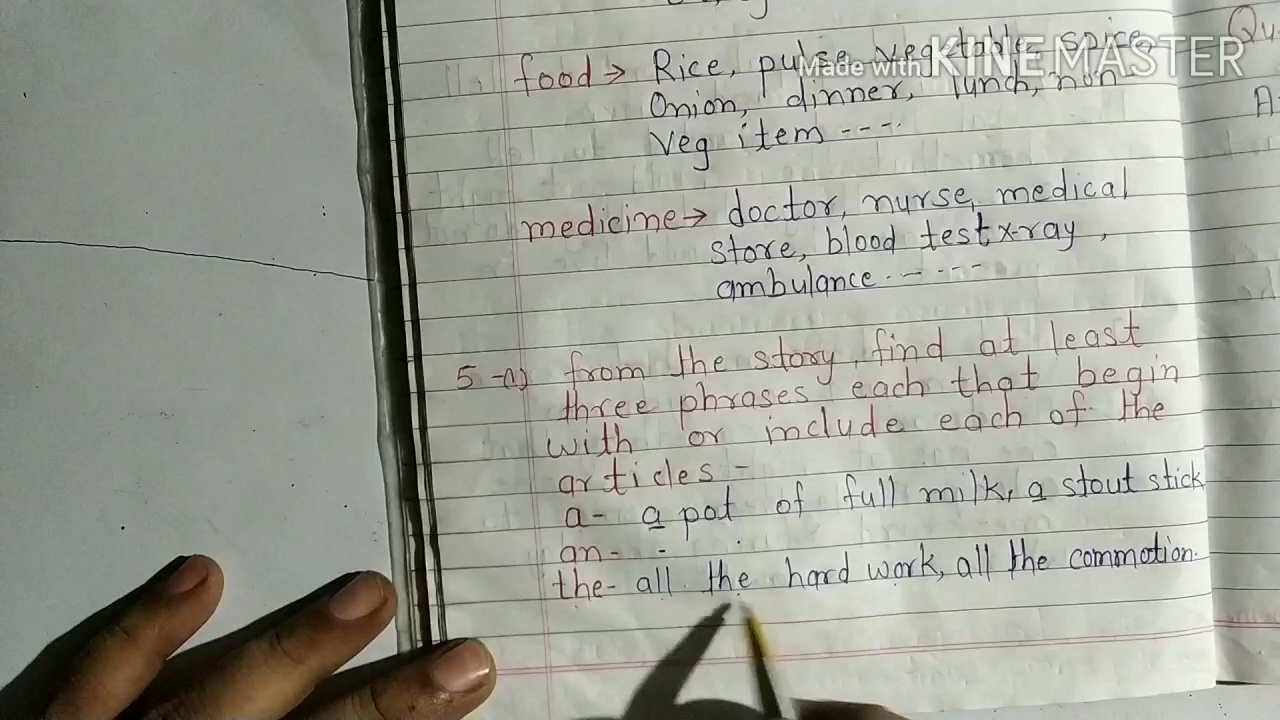 food → Rice, pulse, vegetable, spice,
Made with KINEMASTER
Onion, dinner, lunch, non-
Veg item ----.
medicine → doctor, nurse, medical
store, blood test x-ray,
ambulance -----
5-a) from the story, find at least
three phrases each that begin
with or include each of the
articles -
a- a pot of full milk, a stout stick
an- -
the- all the hard work, all the commotion.